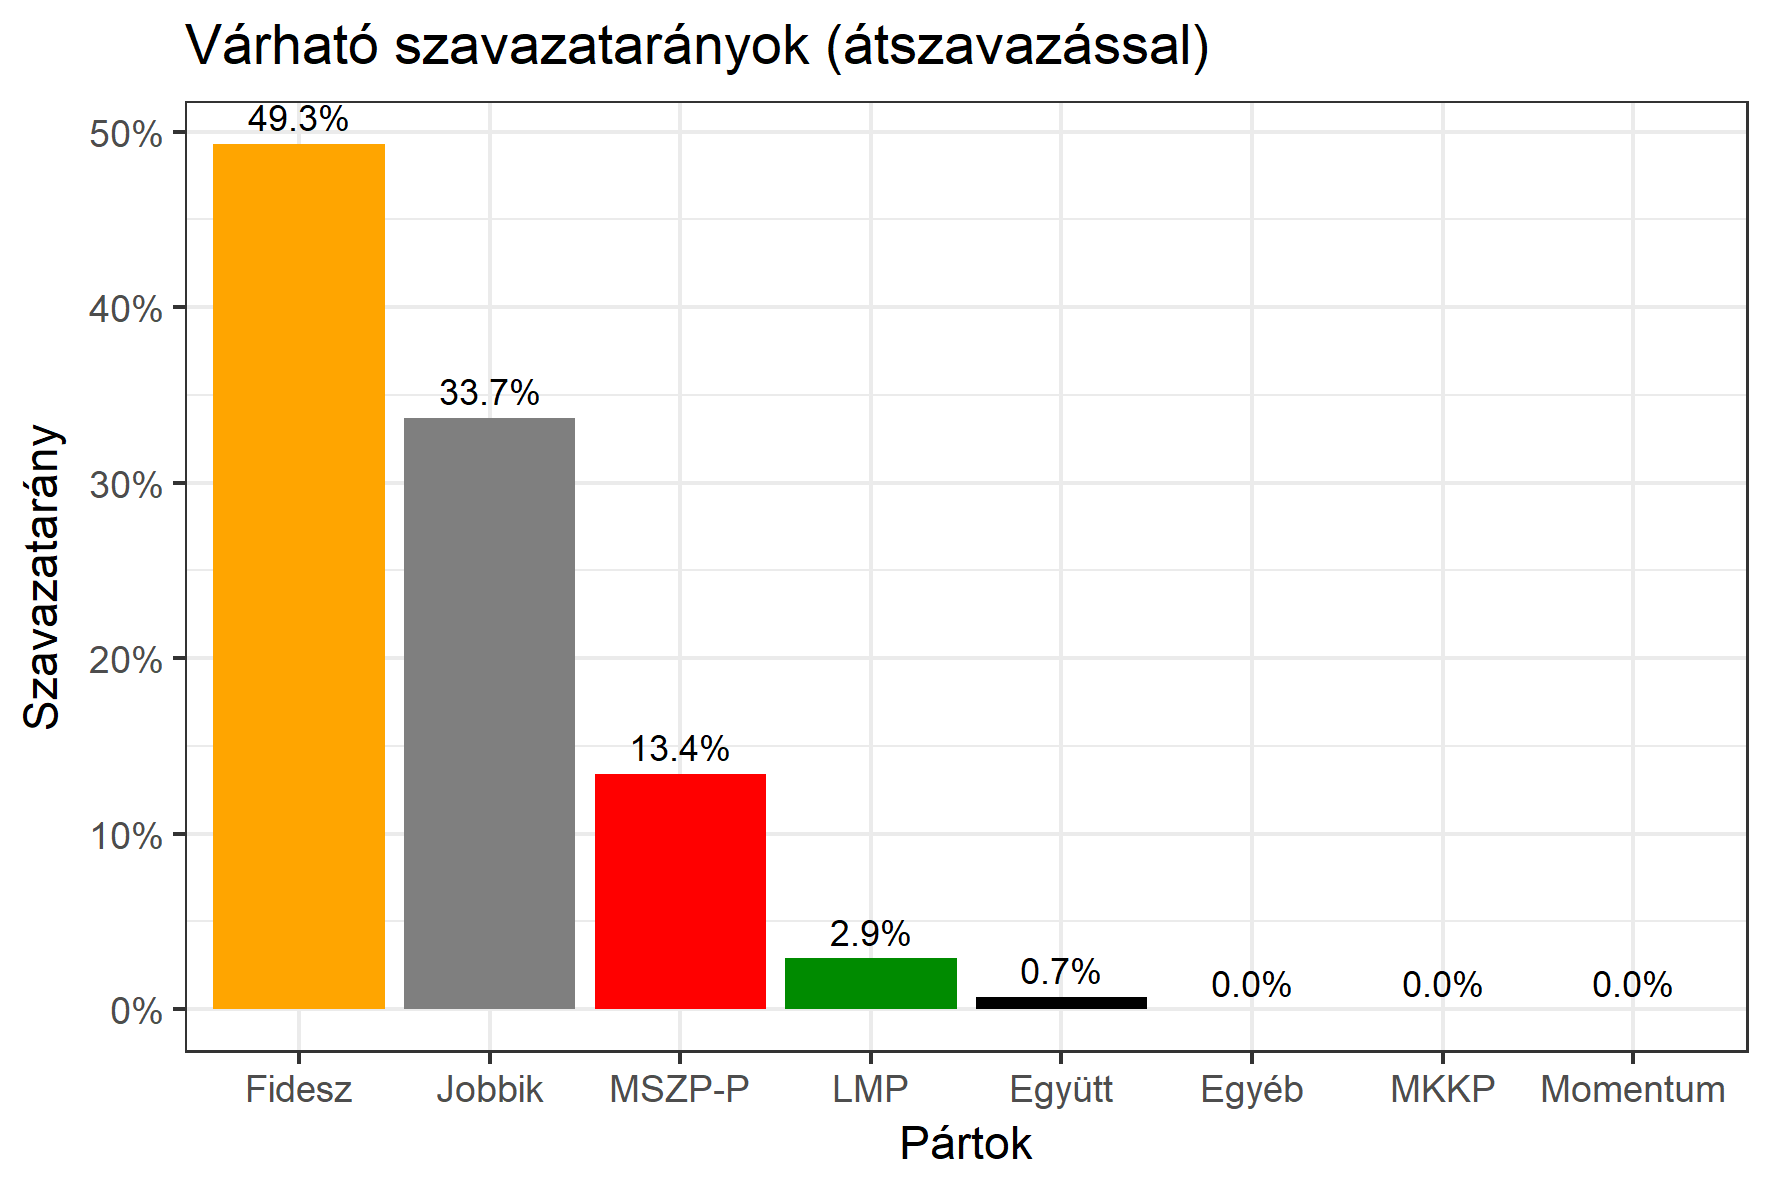 Várható szavazatarányok (átszavazással)
49.3%
50%
40%
33.7%
30%
20%
13.4%
10%
2.9%
0.7%
0.0% 0.0% 0.0%
0%
Szavazatarány
Fidesz Jobbik MSZP-P LMP Együtt Egyéb MKKP Momentum
Pártok